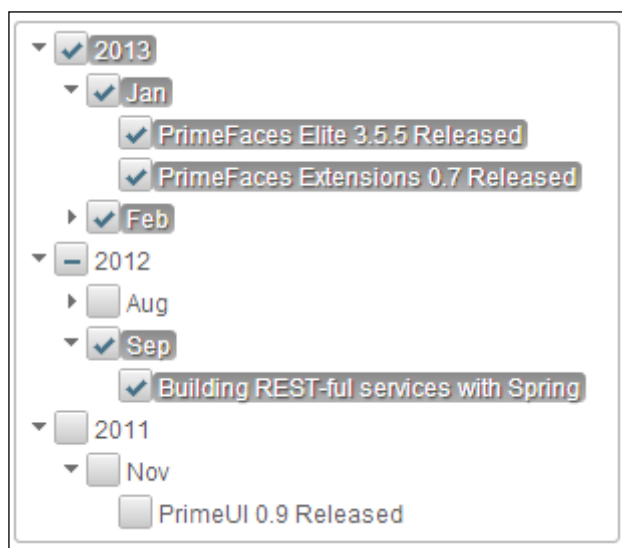 2013
Jan
PrimeFaces Elite 3.5.5 Released
PrimeFaces Extensions 0.7 Released
Feb
2012
Aug
Sep
Building REST-ful services with Spring
2011
Nov
PrimeUI 0.9 Released